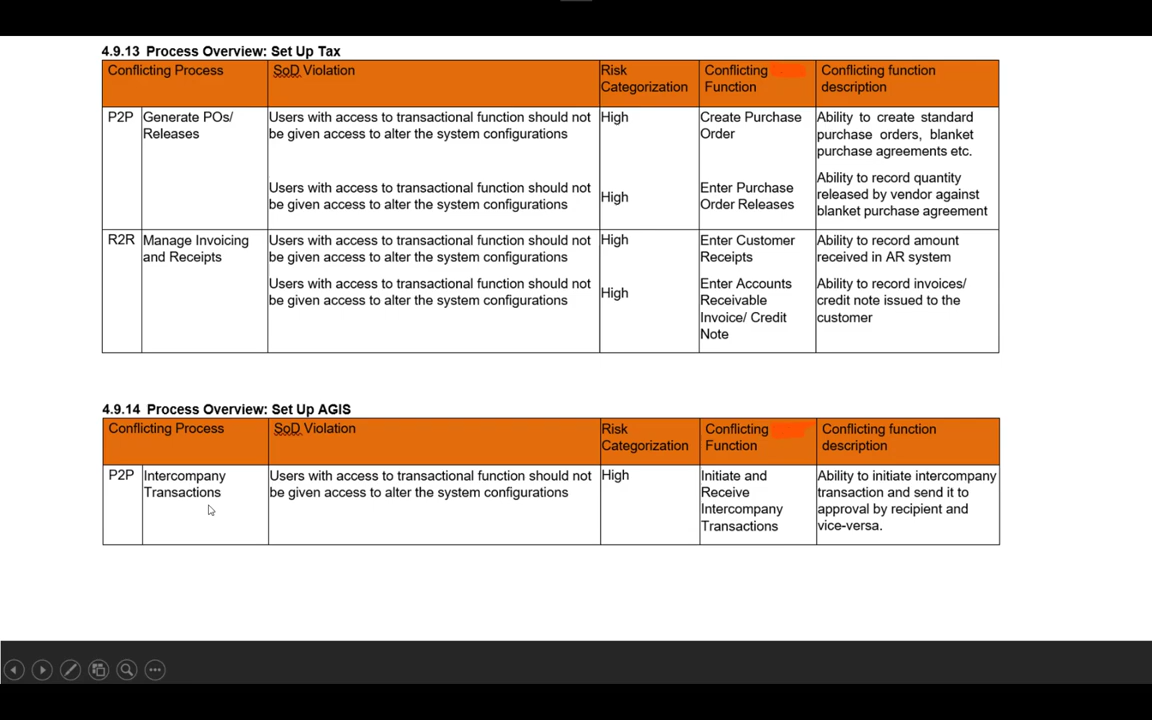 4.9.13 Process Overview: Set Up Tax
Conflicting Process
SoD Violation
Risk
Categorization
Conflicting
Function
Conflicting function
description
P2P
Generate POs/
Releases
Users with access to transactional function should not
be given access to alter the system configurations
High
Create Purchase
Order
Ability to create standard
purchase orders, blanket
purchase agreements etc.
Users with access to transactional function should not
be given access to alter the system configurations
High
Enter Purchase
Order Releases
Ability to record quantity
released by vendor against
blanket purchase agreement
R2R
Manage Invoicing
and Receipts
Users with access to transactional function should not
be given access to alter the system configurations
High
Enter Customer
Receipts
Ability to record amount
received in AR system
Users with access to transactional function should not
be given access to alter the system configurations
High
Enter Accounts
Receivable
Invoice/ Credit
Note
Ability to record invoices/
credit note issued to the
customer
4.9.14 Process Overview: Set Up AGIS
Conflicting Process
SoD Violation
Risk
Categorization
Conflicting
Function
Conflicting function
description
P2P
Intercompany
Transactions
Users with access to transactional function should not
be given access to alter the system configurations
High
Initiate and
Receive
Intercompany
Transactions
Ability to initiate intercompany
transaction and send it to
approval by recipient and
vice-versa.